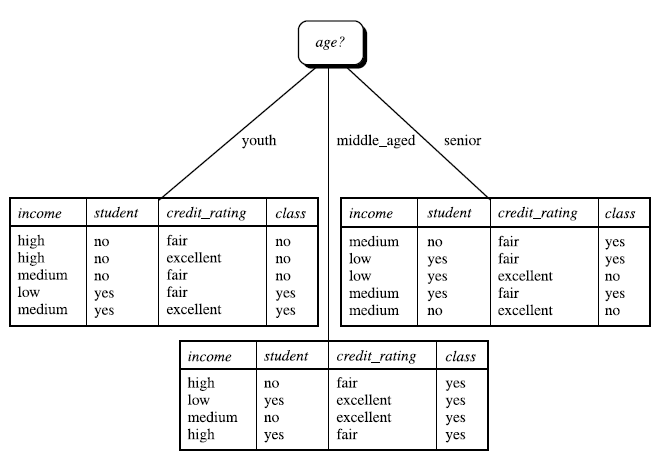 age?
youth
middle_aged
senior
income student credit_rating class
high no fair no
high no excellent no
medium no fair no
low yes fair yes
medium yes excellent yes
income student credit_rating class
medium no fair yes
low yes fair yes
low yes excellent no
medium yes fair yes
medium no excellent no
income student credit_rating class
high no fair yes
low yes excellent yes
medium no excellent yes
high yes fair yes